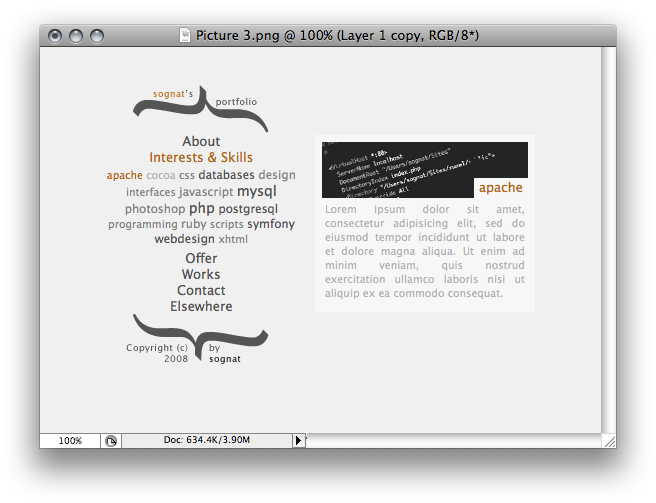 Picture 3.png @ 100% (Layer 1 copy, RGB/8*)
sognat's
portfolio
About
Interests & Skills
apache cocoa css databases design
interfaces javascript mysql
photoshop php postgresql
programming ruby scripts symfony
webdesign xhtml
Offer
Works
Contact
Elsewhere
Copyright (c)
2008
by
sognat
<VirtualHost *:80>
ServerName localhost
DocumentRoot "/Users/sognat/Sites"
DirectoryIndex index.php
<Directory "/Users/sognat/Sites/
All
apache
Lorem ipsum dolor sit amet,
consectetur adipisicing elit, sed do
eiusmod tempor incididunt ut labore
et dolore magna aliqua. Ut enim ad
minim veniam, quis nostrud
exercitation ullamco laboris nisi ut
aliquip ex ea commodo consequat.
100%
Doc: 634.4K/3.90M